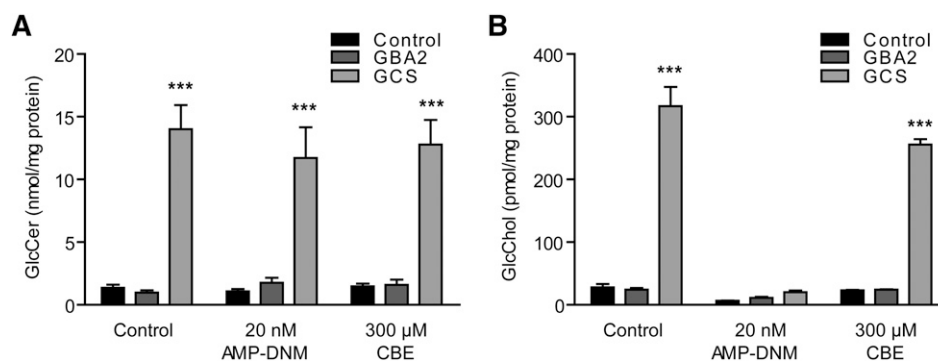 A
Control
GBA2
GCS
GlcCer (nmol/mg protein)
20
15
10
5
0
***
***
***
Control
20 nM
AMP-DNM
300 µM
CBE
B
Control
GBA2
GCS
GlcChol (pmol/mg protein)
400
300
200
100
0
***
***
Control
20 nM
AMP-DNM
300 µM
CBE